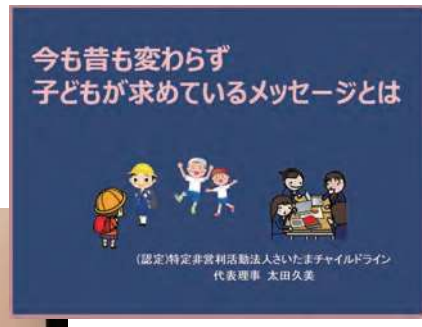 今も昔も変わらず
子どもが求めているメッセージとは
(認定)特定非営利活動法人さいたまチャイルドライン
代表理事 太田久美